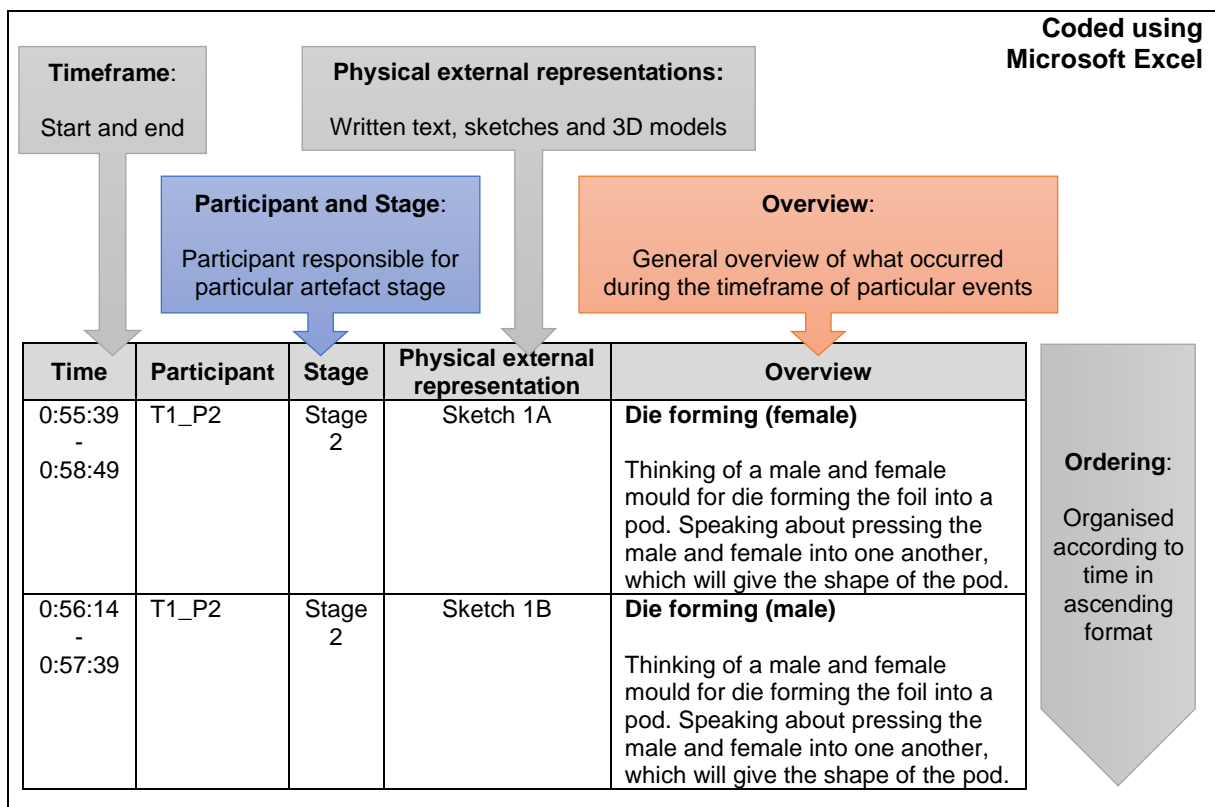 Coded using
Microsoft Excel
Timeframe:
Start and end
Physical external representations:
Written text, sketches and 3D models
Participant and Stage:
Participant responsible for
particular artefact stage
Overview:
General overview of what occurred
during the timeframe of particular events
Time Participant Stage Physical external representation Overview
0:55:39
-
0:58:49
T1_P2
Stage
2
Sketch 1A
Die forming (female)
Thinking of a male and female
mould for die forming the foil into a
pod. Speaking about pressing the
male and female into one another,
which will give the shape of the pod.
0:56:14
-
0:57:39
T1_P2
Stage
2
Sketch 1B
Die forming (male)
Thinking of a male and female
mould for die forming the foil into a
pod. Speaking about pressing the
male and female into one another,
which will give the shape of the pod.
Ordering:
Organised
according to
time in
ascending
format